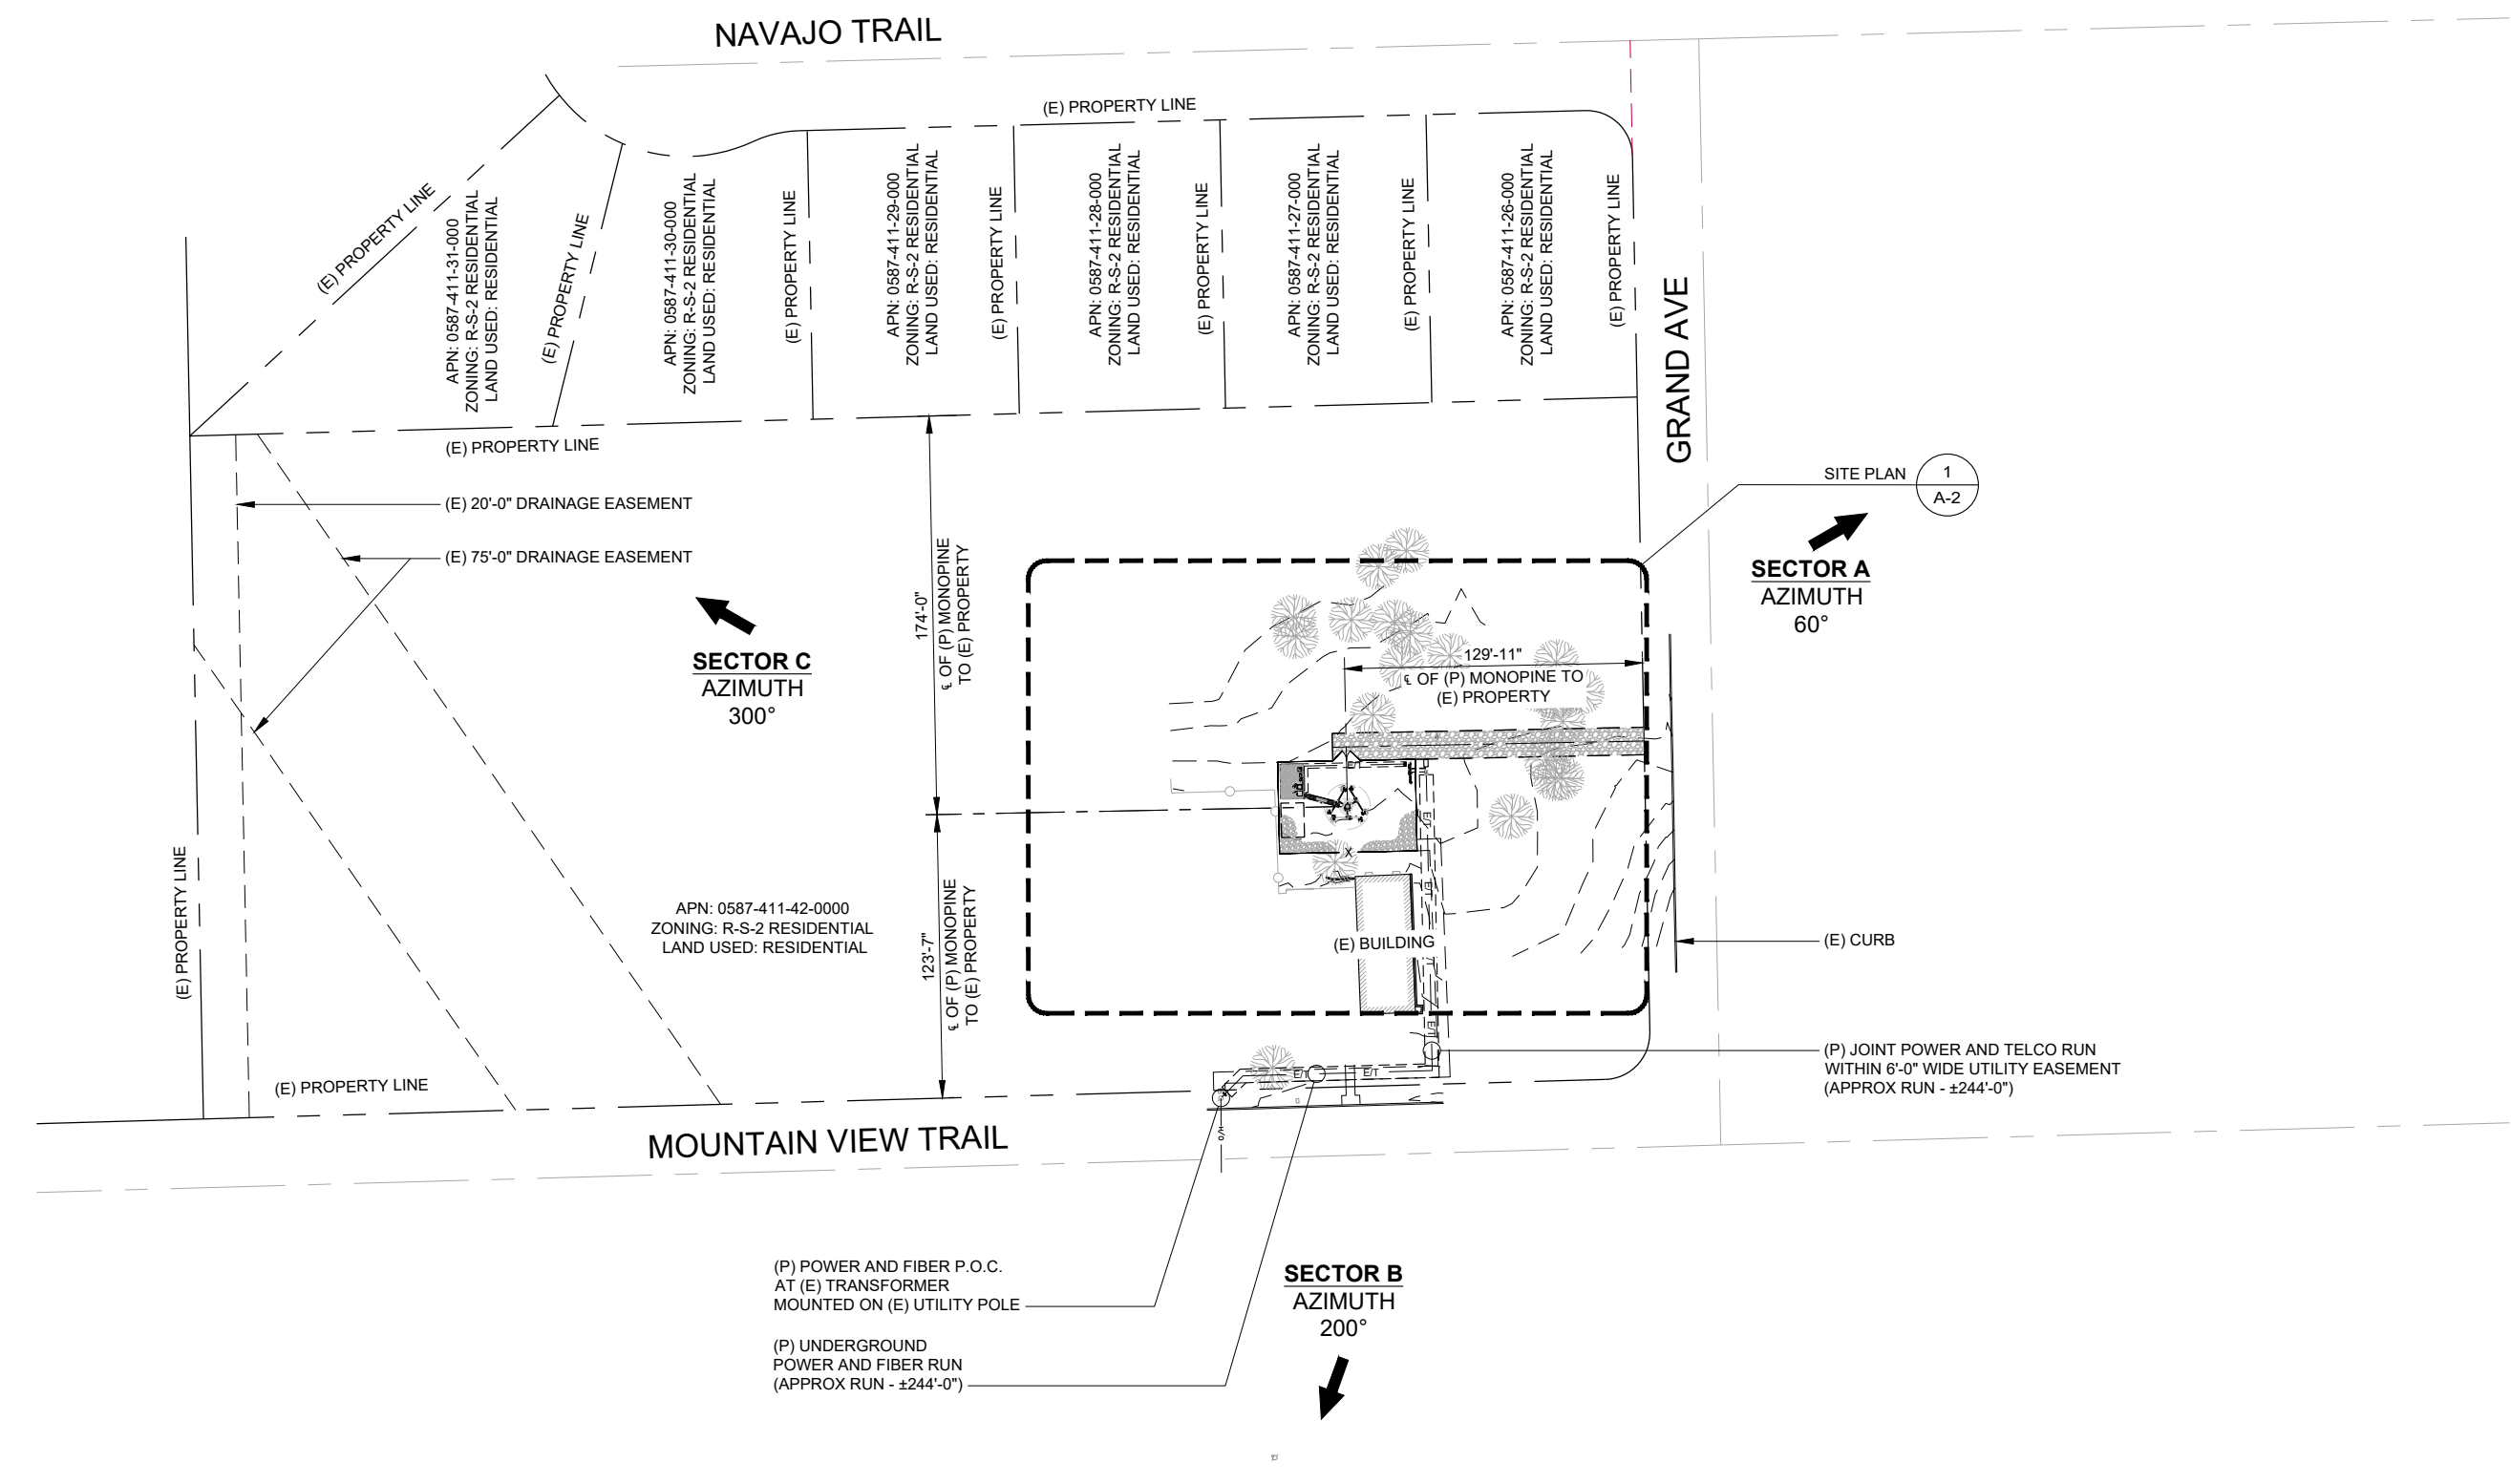 NAVAJO TRAIL
(E) PROPERTY LINE
(E) PROPERTY LINE
APN: 0587-411-31-000
ZONING: R-S-2 RESIDENTIAL
LAND USED: RESIDENTIAL
(E) PROPERTY LINE
APN: 0587-411-30-000
ZONING: R-S-2 RESIDENTIAL
LAND USED: RESIDENTIAL
(E) PROPERTY LINE
APN: 0587-411-29-000
ZONING: R-S-2 RESIDENTIAL
LAND USED: RESIDENTIAL
(E) PROPERTY LINE
APN: 0587-411-28-000
ZONING: R-S-2 RESIDENTIAL
LAND USED: RESIDENTIAL
(E) PROPERTY LINE
APN: 0587-411-27-000
ZONING: R-S-2 RESIDENTIAL
LAND USED: RESIDENTIAL
(E) PROPERTY LINE
APN: 0587-411-26-000
ZONING: R-S-2 RESIDENTIAL
LAND USED: RESIDENTIAL
(E) PROPERTY LINE
GRAND AVE
(E) PROPERTY LINE
SITE PLAN
1
A-2
(E) 20'-0" DRAINAGE EASEMENT
(E) 75'-0" DRAINAGE EASEMENT
SECTOR A
AZIMUTH
60°
SECTOR C
AZIMUTH
300°
174'-0"
℄ OF (P) MONOPINE
TO (E) PROPERTY
129'-11"
℄ OF (P) MONOPINE TO
(E) PROPERTY
E/T
E/T
E/T
E/T
E/T
X
123'-7"
℄ OF (P) MONOPINE
TO (E) PROPERTY
(E) PROPERTY LINE
APN: 0587-411-42-0000
ZONING: R-S-2 RESIDENTIAL
LAND USED: RESIDENTIAL
(E) BUILDING
(E) CURB
(P) JOINT POWER AND TELCO RUN
WITHIN 6'-0" WIDE UTILITY EASEMENT
(APPROX RUN - ±244'-0")
E/T
E/T
(E) PROPERTY LINE
MOUNTAIN VIEW TRAIL
(P) POWER AND FIBER P.O.C.
AT (E) TRANSFORMER
MOUNTED ON (E) UTILITY POLE
(P) UNDERGROUND
POWER AND FIBER RUN
(APPROX RUN - ±244'-0")
SECTOR B
AZIMUTH
200°